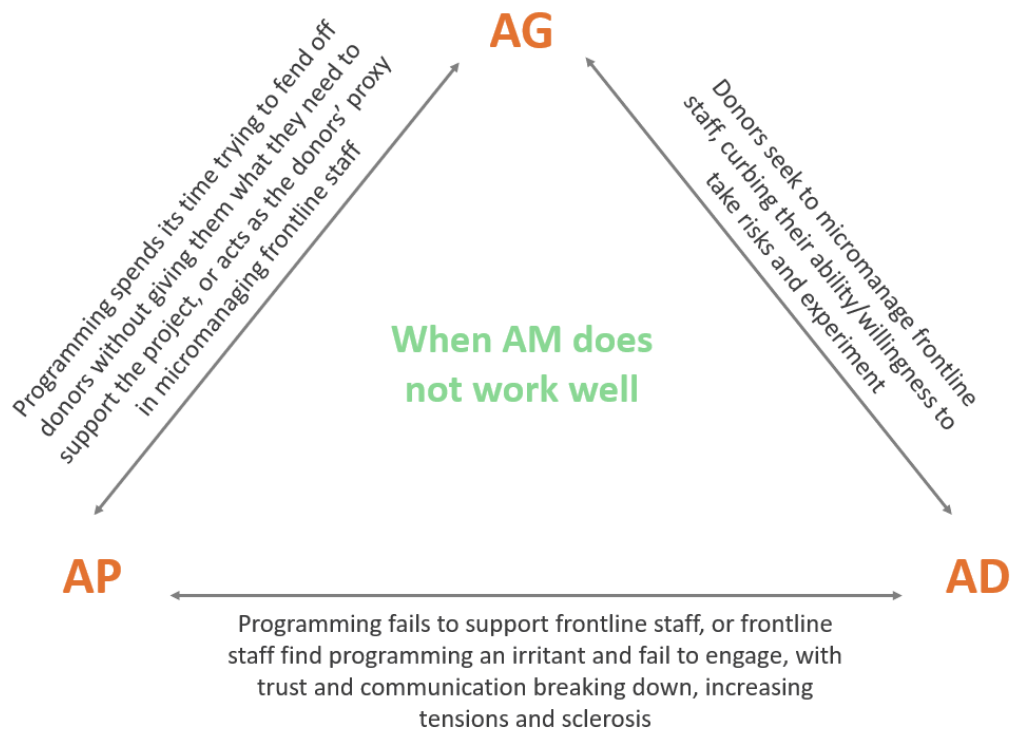 AG
Programming spends its time trying to fend off
donors without giving them what they need to
support the project, or acts as the donors’ proxy
in micromanaging frontline staff
Donors seek to micromanage frontline
staff, curbing their ability/willingness to
take risks and experiment
When AM does
not work well
AP
AD
Programming fails to support frontline staff, or frontline
staff find programming an irritant and fail to engage, with
trust and communication breaking down, increasing
tensions and sclerosis